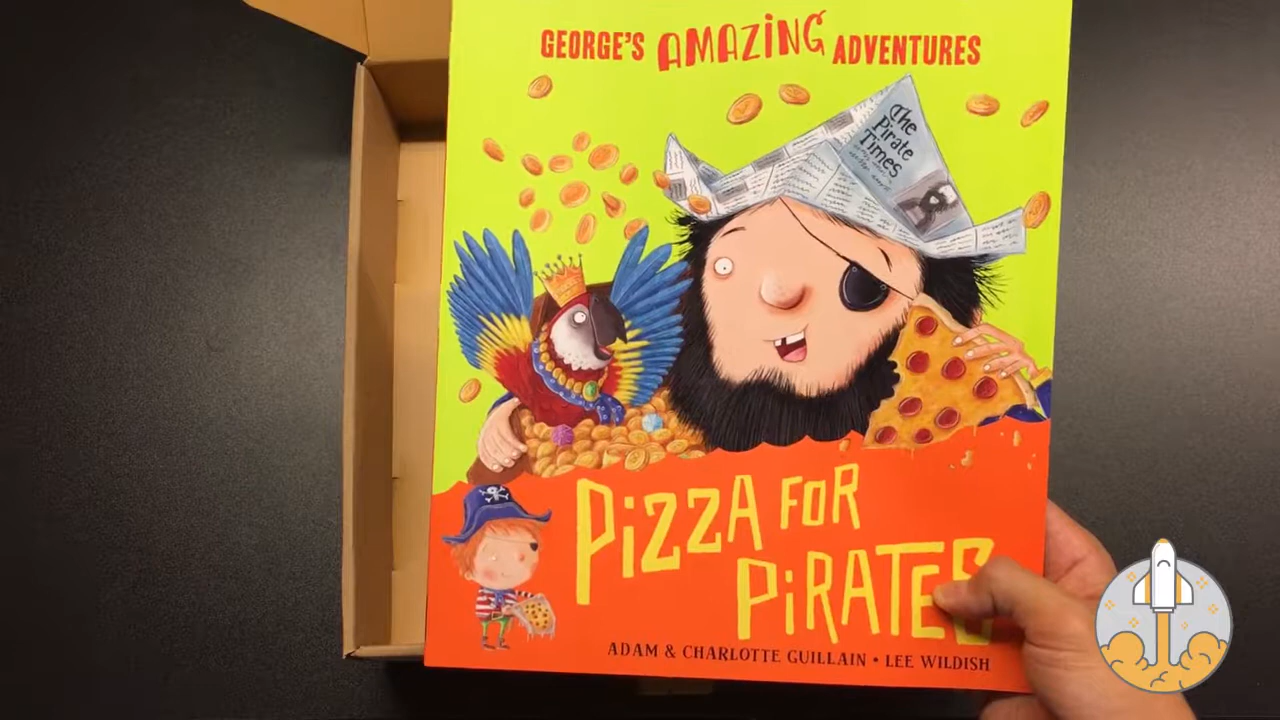 GEORGE'S AMAZING ADVENTURES
The
Pirate
Times
PIZZA FOR
PIRATES
ADAM & CHARLOTTE GUILLAIN • LEE WILDISH